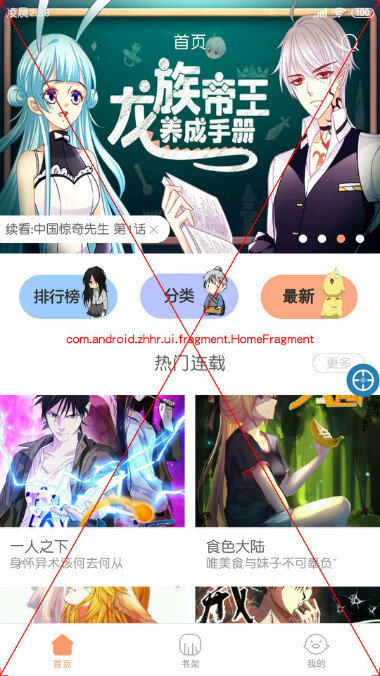 首页
龙族帝王
养成手册
续看:中国惊奇先生 第1话×
排行榜
分类
最新
com.android.zhhr.ui.fragment.HomeFragment
热门连载
更多
一人之下
身怀异术该何去何从
食色大陆
唯美食与妹子不可辜负~
首页
书架
我的